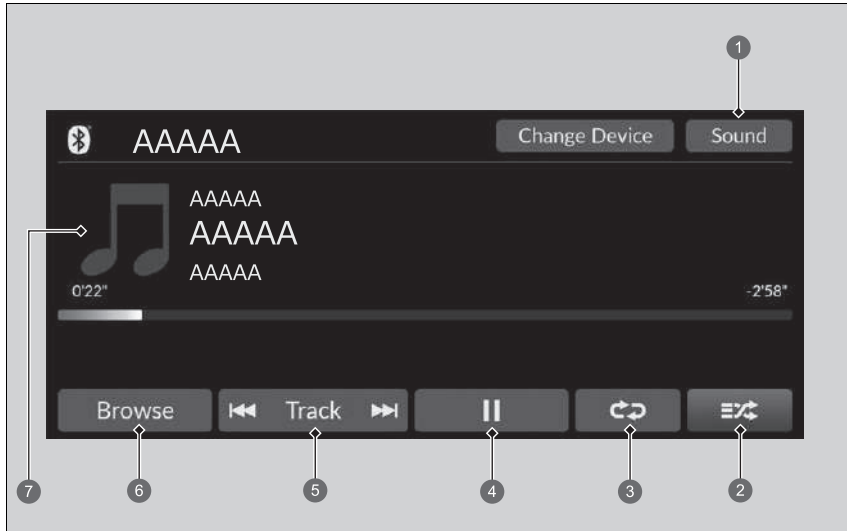 1
AAAAA Change Device Sound
AAAAA
AAAAA
AAAAA
7
0'22" -2'58"
Browse Track
6 5 4 3 2